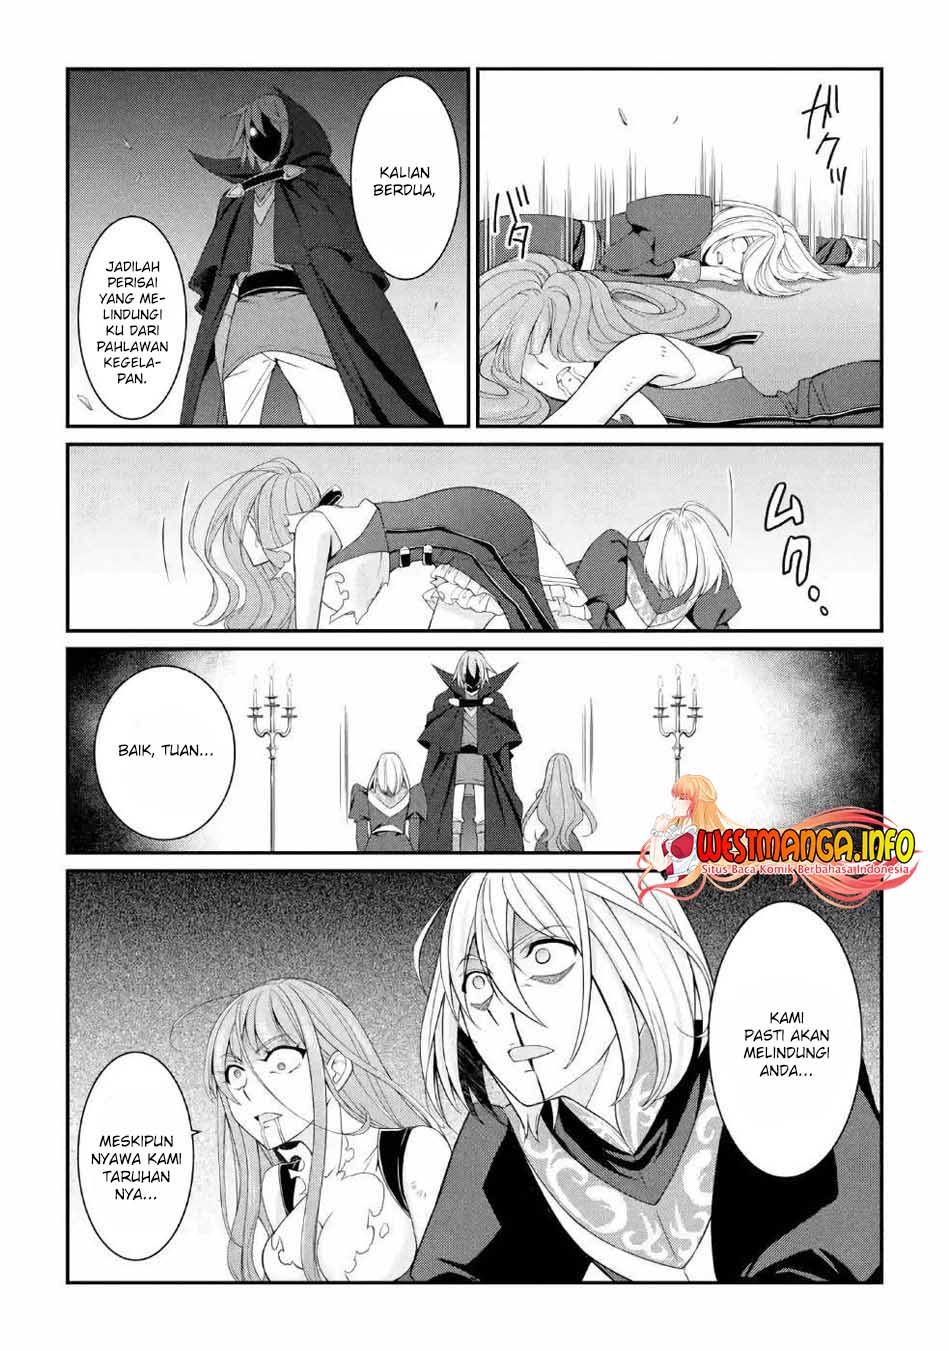 ガクッ
ドタ
KALIAN
BERDUA,
JADILAH
PERISAI
YANG ME-
LINDUNGI
KU DARI
PAHLAWAN
KEGELA-
PAN.
ムク
BAIK, TUAN...
WESTMANGA.INFO
Situs Baca Komik Berbahasa Indonesia
KAMI
PASTI AKAN
MELINDUNGI
ANDA...
MESKIPUN
NYAWA KAMI
TARUHAN
NYA...